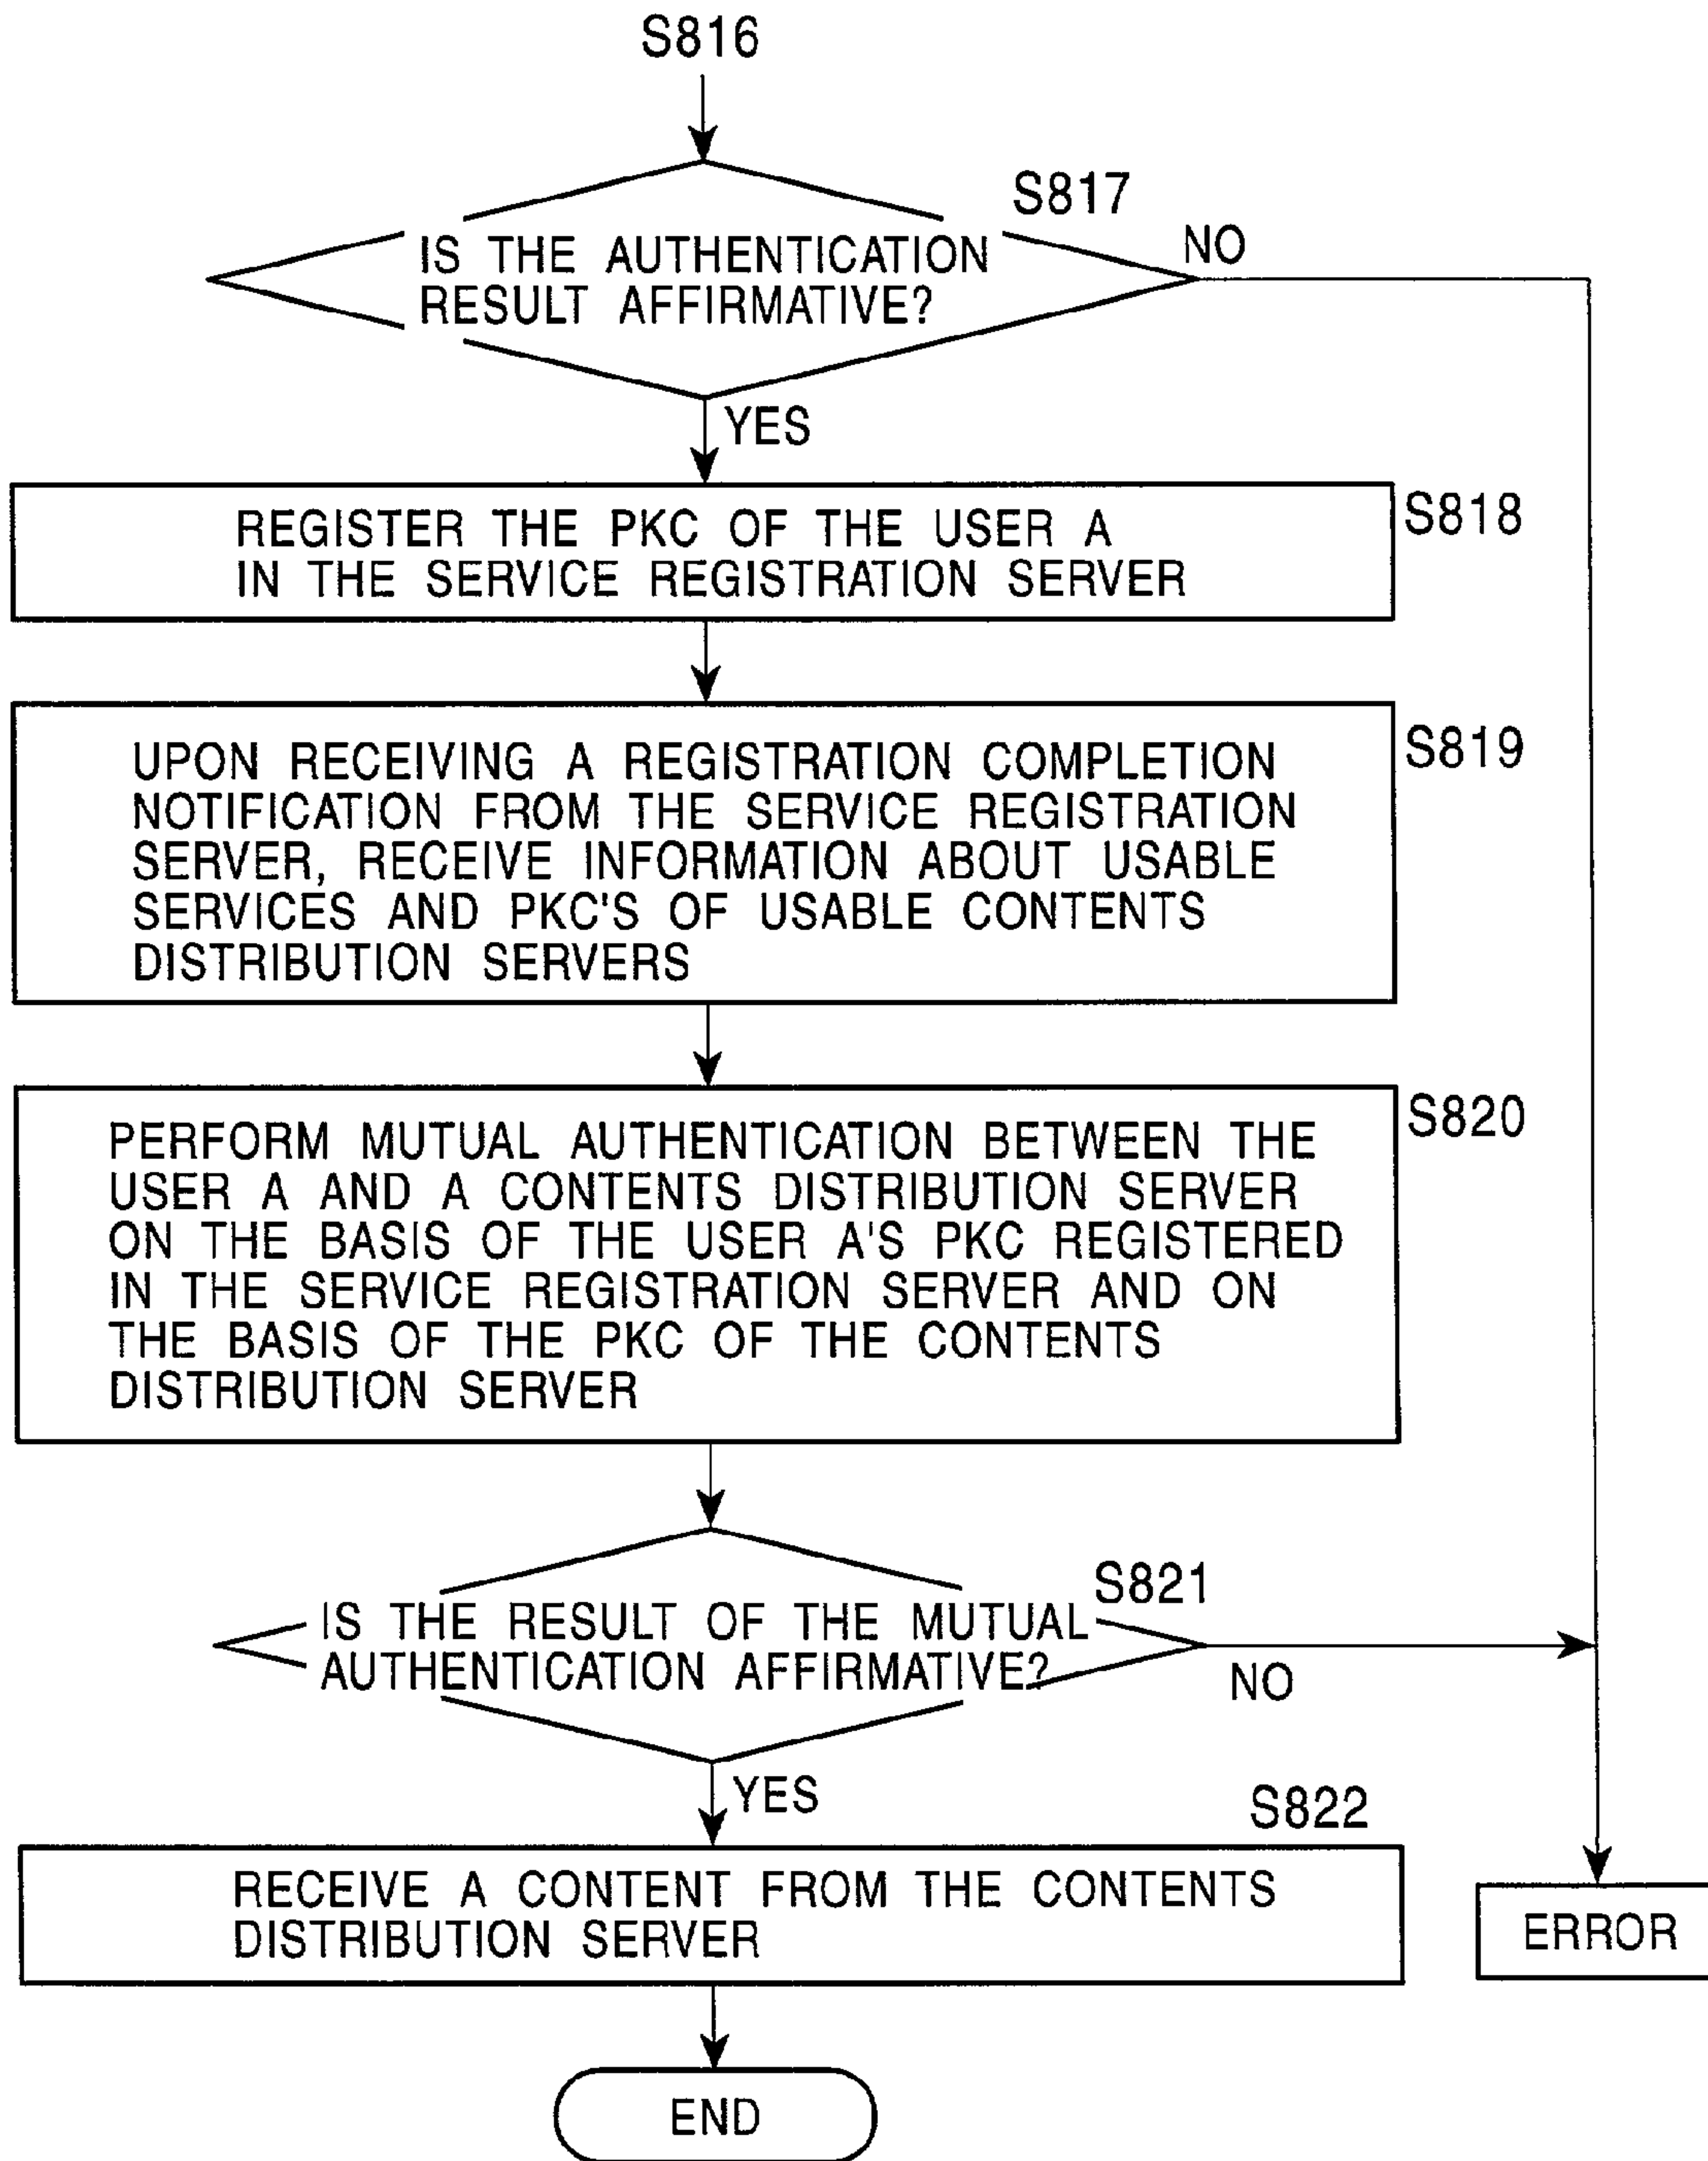 S816
S817
IS THE AUTHENTICATION
RESULT AFFIRMATIVE?
NO
YES
S818
REGISTER THE PKC OF THE USER A
IN THE SERVICE REGISTRATION SERVER
S819
UPON RECEIVING A REGISTRATION COMPLETION
NOTIFICATION FROM THE SERVICE REGISTRATION
SERVER, RECEIVE INFORMATION ABOUT USABLE
SERVICES AND PKC'S OF USABLE CONTENTS
DISTRIBUTION SERVERS
S820
PERFORM MUTUAL AUTHENTICATION BETWEEN THE
USER A AND A CONTENTS DISTRIBUTION SERVER
ON THE BASIS OF THE USER A'S PKC REGISTERED
IN THE SERVICE REGISTRATION SERVER AND ON
THE BASIS OF THE PKC OF THE CONTENTS
DISTRIBUTION SERVER
S821
IS THE RESULT OF THE MUTUAL
AUTHENTICATION AFFIRMATIVE?
NO
YES
S822
RECEIVE A CONTENT FROM THE CONTENTS
DISTRIBUTION SERVER
ERROR
END